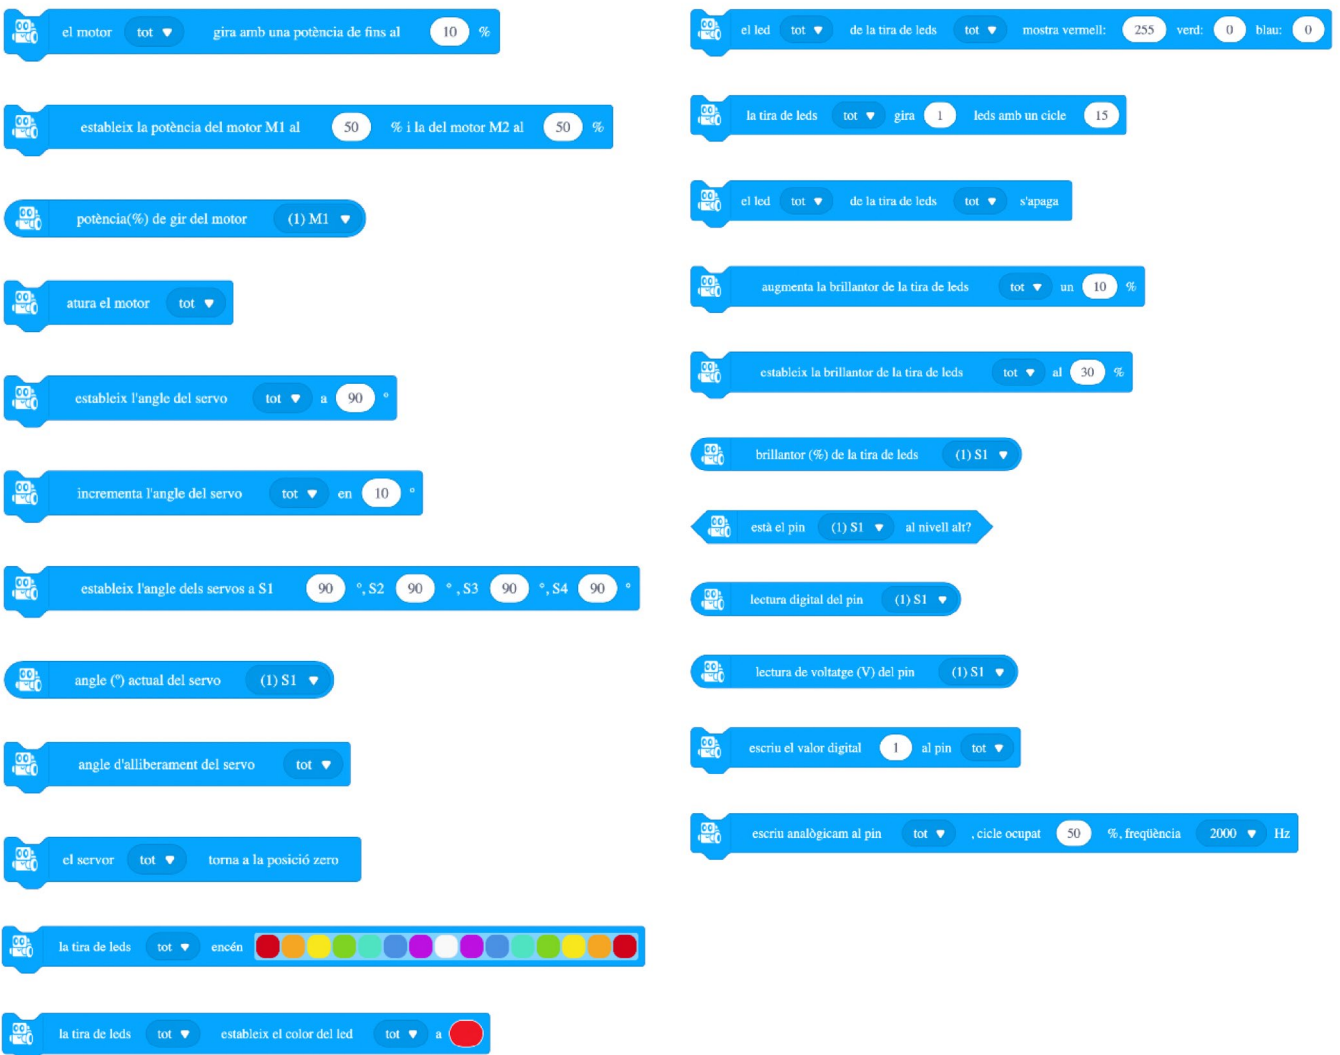 el motor tot ▼ gira amb una potència de fins al 10 %
estableix la potència del motor M1 al 50 % i la del motor M2 al 50 %
potència(%) de gir del motor (1) M1 ▼
atura el motor tot ▼
estableix l'angle del servo tot ▼ a 90 °
incrementa l'angle del servo tot ▼ en 10 °
estableix l'angle dels servos a S1 90 °, S2 90 °, S3 90 °, S4 90 °
angle (º) actual del servo (1) S1 ▼
angle d'alliberament del servo tot ▼
el servor tot ▼ torna a la posició zero
la tira de leds tot ▼ encén
la tira de leds tot ▼ estableix el color del led tot ▼ a
el led tot ▼ de la tira de leds tot ▼ mostra vermell: 255 verd: 0 blau: 0
la tira de leds tot ▼ gira 1 leds amb un cicle 15
el led tot ▼ de la tira de leds tot ▼ s'apaga
augmenta la brillantor de la tira de leds tot ▼ un 10 %
estableix la brillantor de la tira de leds tot ▼ al 30 %
brillantor (%) de la tira de leds (1) S1 ▼
està el pin (1) S1 ▼ al nivell alt?
lectura digital del pin (1) S1 ▼
lectura de voltatge (V) del pin (1) S1 ▼
escriu el valor digital 1 al pin tot ▼
escriu analògicam al pin tot ▼ , cicle ocupat 50 %, freqüència 2000 ▼ Hz